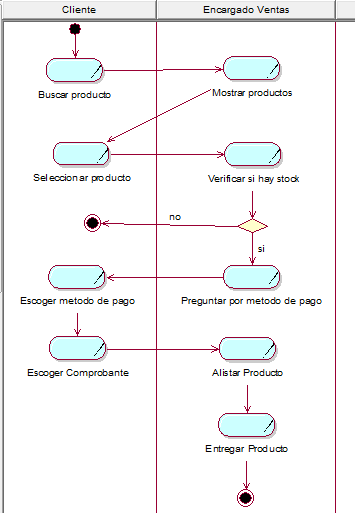 Cliente
Encargado Ventas
Buscar producto
Mostrar productos
Seleccionar producto
Verificar si hay stock
no
si
Escoger metodo de pago
Preguntar por metodo de pago
Escoger Comprobante
Alistar Producto
Entregar Producto